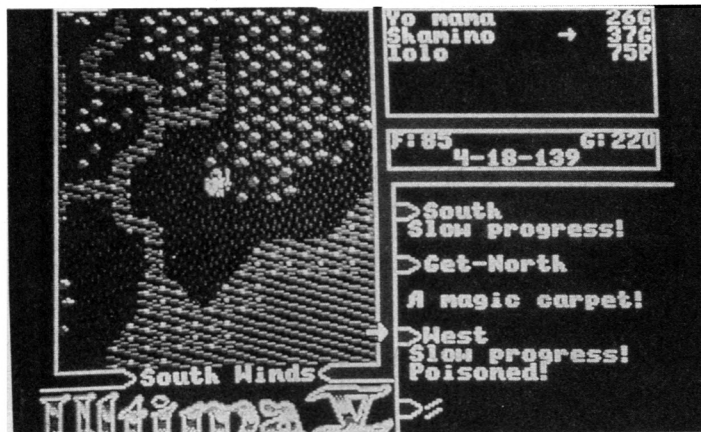 Yo mama 26G
Shamino → 37G
Iolo 75P
F:85 G:220
4-18-139
South
Slow progress!
Get-North
A magic carpet!
West
Slow progress!
Poisoned!
South Winds
Ultima V